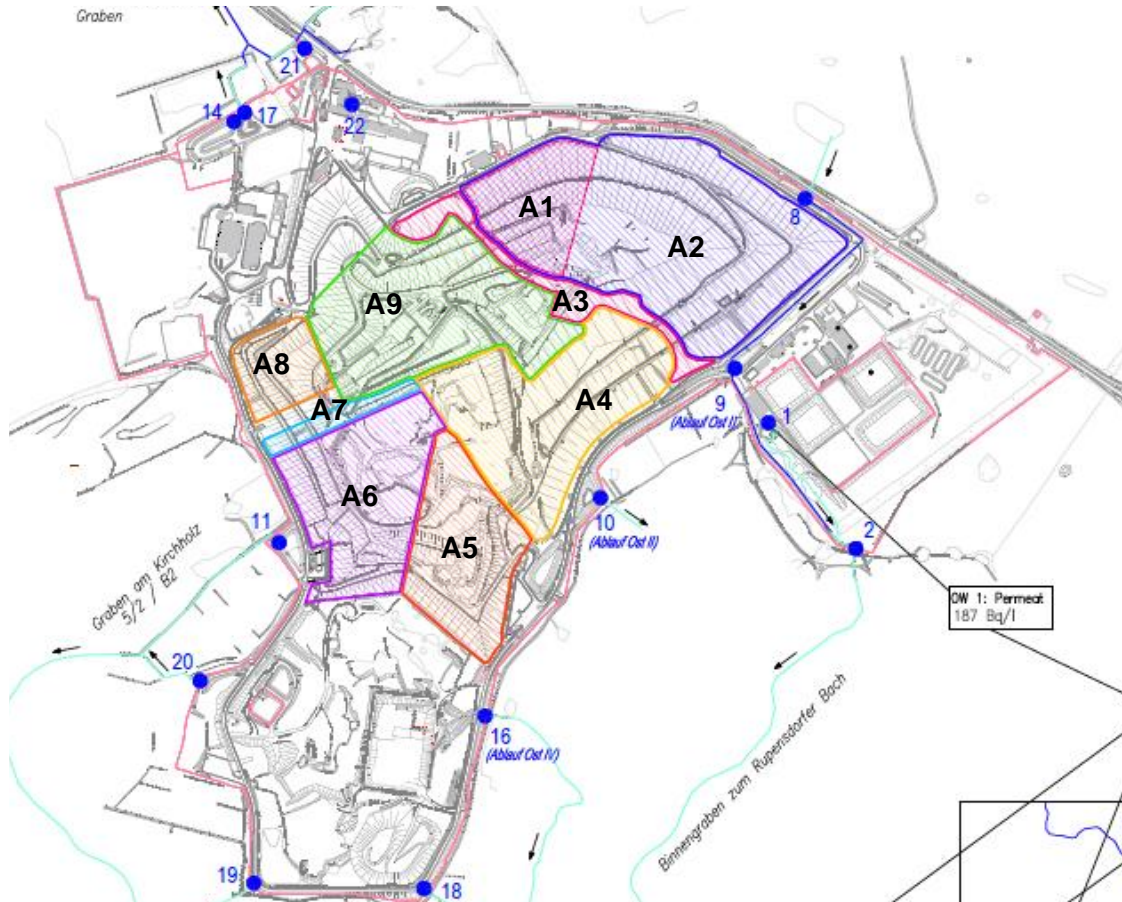 Graben
21
14
17
22
A1
8
A2
A3
A9
A8
A7
A4
9
(Ablauf Ost I)
1
A6
10
(Ablauf Ost II)
11
A5
2
Graben am Kirchholz
5/2 / B2
OW 1: Permeat
187 Bq/l
20
16
(Ablauf Ost IV)
Binnengraben zum Rupensdorfer Bach
19
18